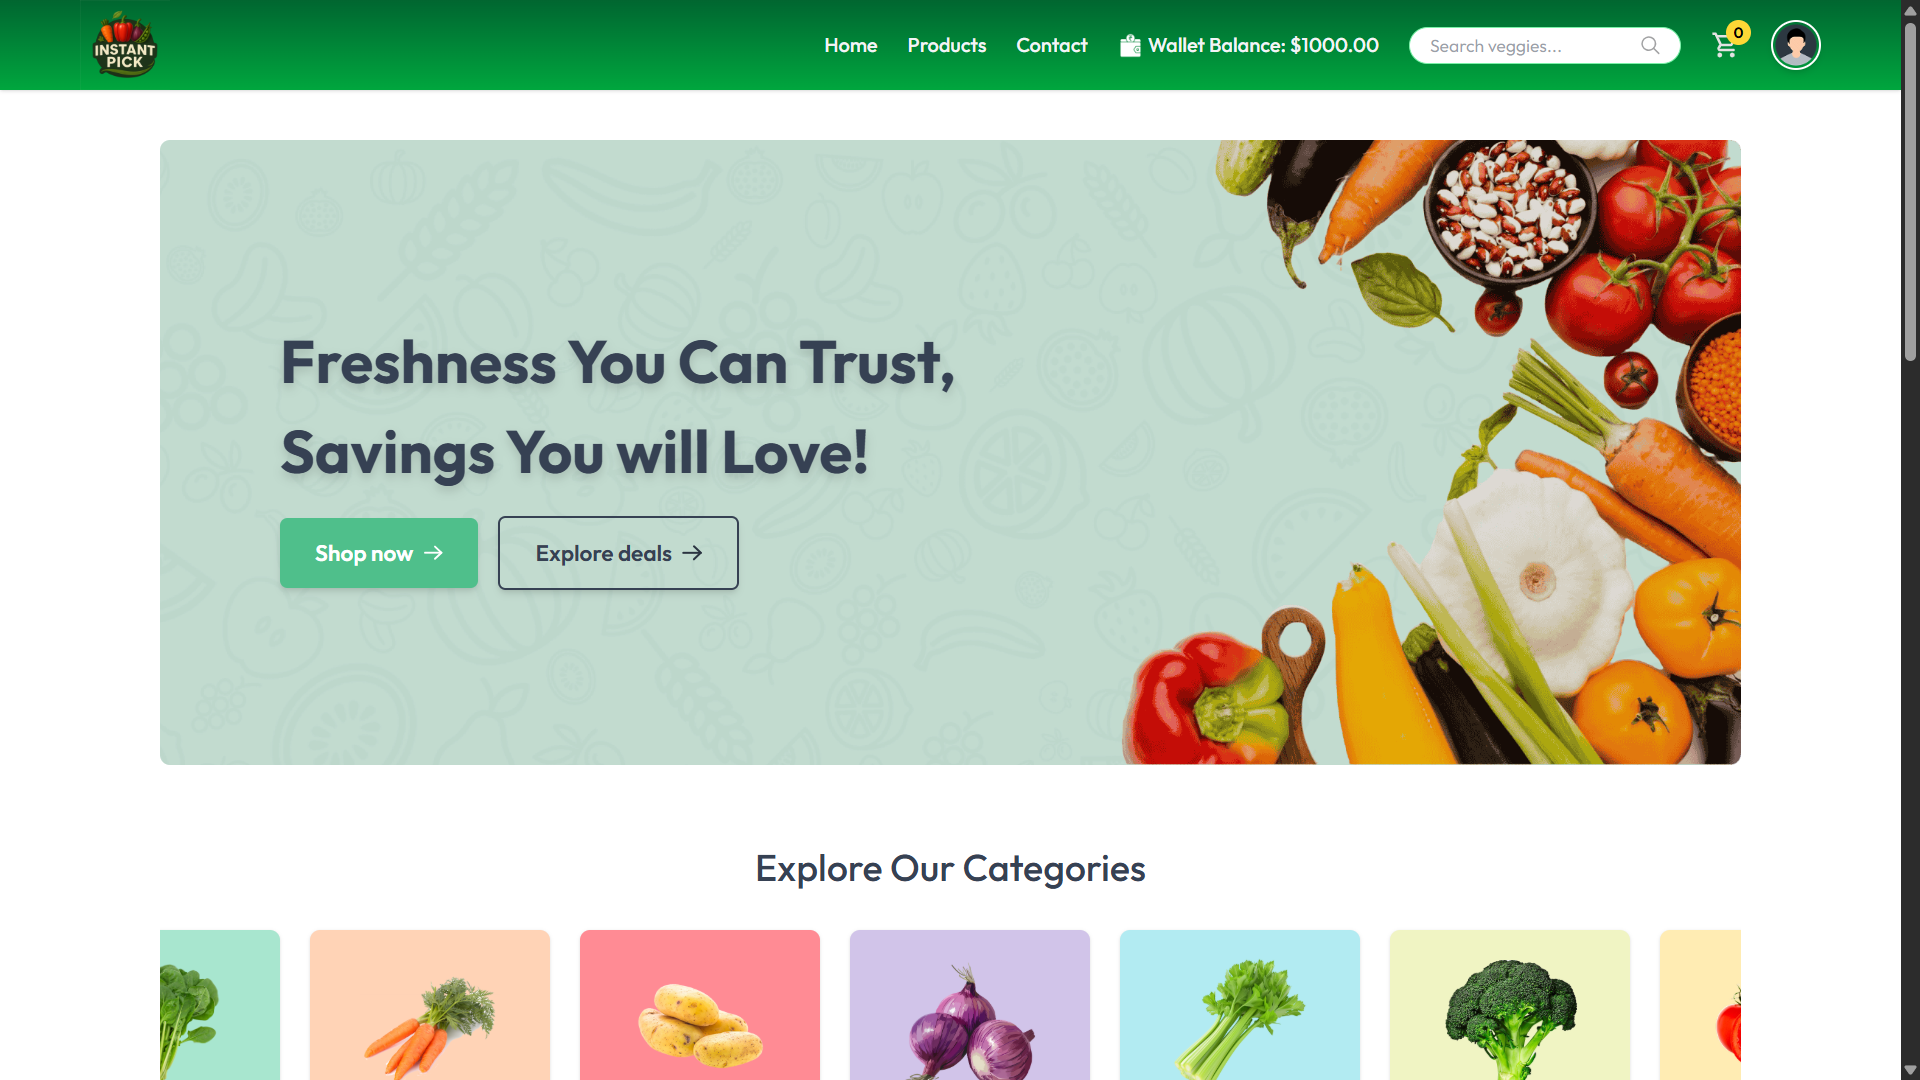 INSTANT
PICK
Home
Products
Contact
Wallet Balance: $1000.00
Search veggies...
0
Freshness You Can Trust,
Savings You will Love!
Shop now
Explore deals
Explore Our Categories